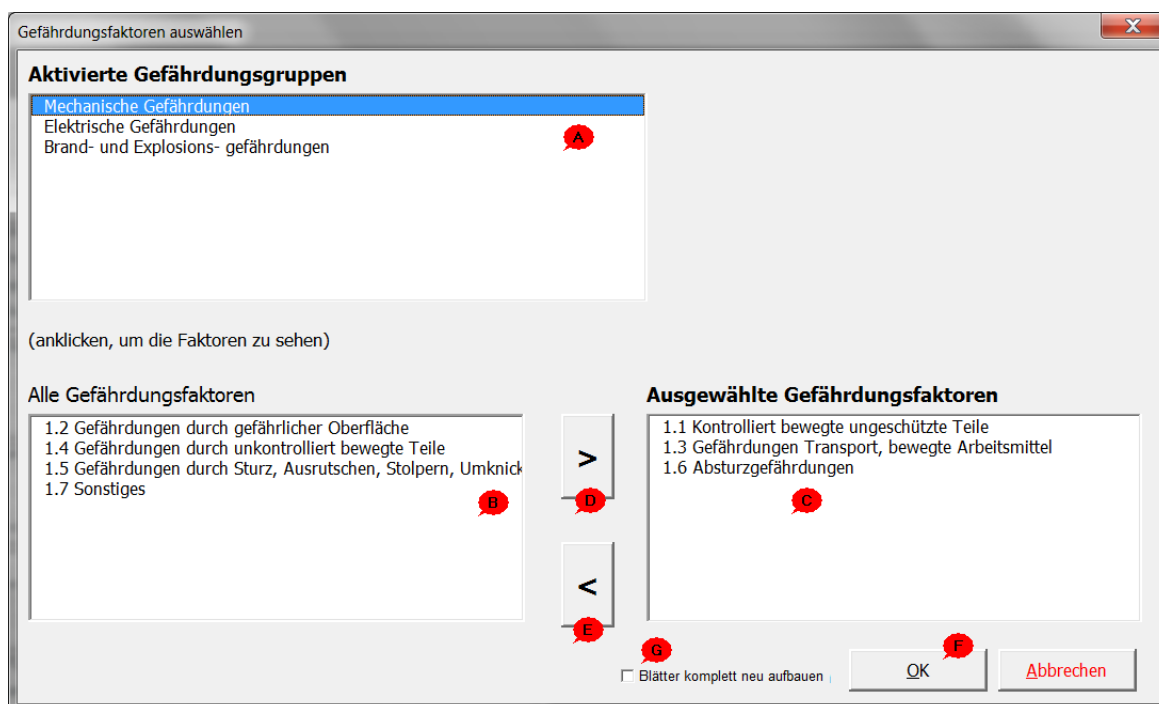 Gefährdungsfaktoren auswählen
X
Aktivierte Gefährdungsgruppen
Mechanische Gefährdungen
Elektrische Gefährdungen
Brand- und Explosions- gefährdungen
A
(anklicken, um die Faktoren zu sehen)
Alle Gefährdungsfaktoren
1.2 Gefährdungen durch gefährlicher Oberfläche
1.4 Gefährdungen durch unkontrolliert bewegte Teile
1.5 Gefährdungen durch Sturz, Ausrutschen, Stolpern, Umknick
1.7 Sonstiges
B
>
D
<
E
Ausgewählte Gefährdungsfaktoren
1.1 Kontrolliert bewegte ungeschützte Teile
1.3 Gefährdungen Transport, bewegte Arbeitsmittel
1.6 Absturzgefährdungen
C
G
Blätter komplett neu aufbauen
F
OK
Abbrechen